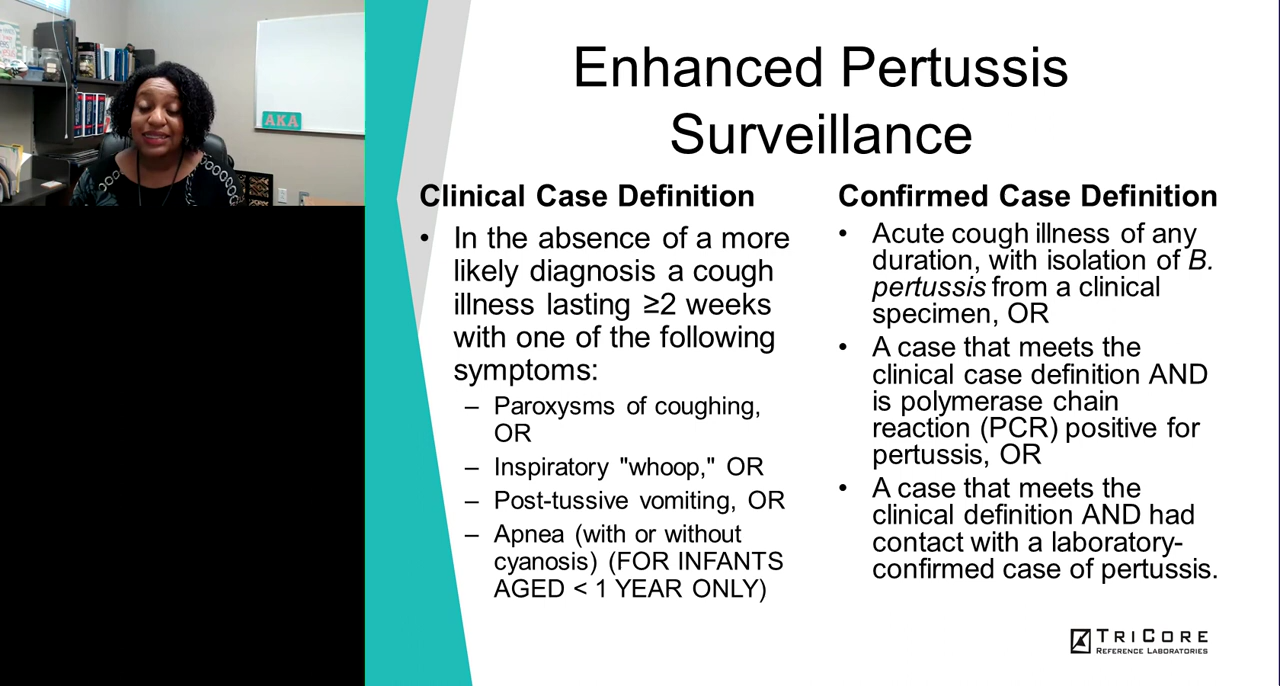 AKA
Enhanced Pertussis
Surveillance
Clinical Case Definition
• In the absence of a more
likely diagnosis a cough
illness lasting ≥2 weeks
with one of the following
symptoms:
– Paroxysms of coughing,
OR
– Inspiratory "whoop," OR
– Post-tussive vomiting, OR
– Apnea (with or without
cyanosis) (FOR INFANTS
AGED < 1 YEAR ONLY)
Confirmed Case Definition
• Acute cough illness of any
duration, with isolation of B.
pertussis from a clinical
specimen, OR
• A case that meets the
clinical case definition AND
is polymerase chain
reaction (PCR) positive for
pertussis, OR
• A case that meets the
clinical definition AND had
contact with a laboratory-
confirmed case of pertussis.
TRICORE
REFERENCE LABORATORIES